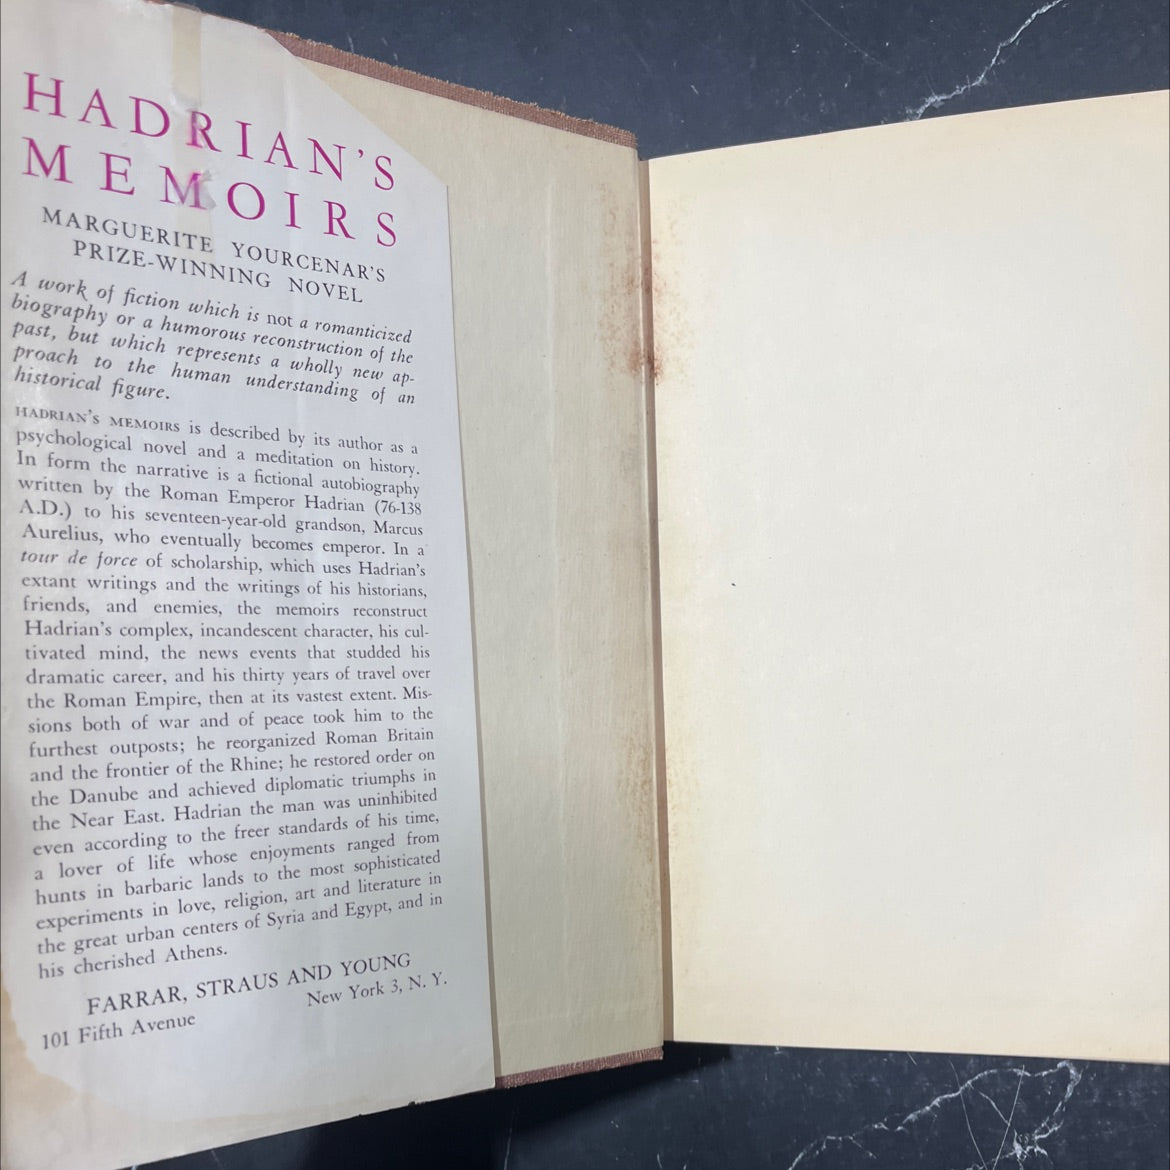 HADRIAN'S
MEMOIRS
MARGUERITE YOURCENAR'S
PRIZE-WINNING NOVEL
A work of fiction which is not a romanticized
biography or a humorous reconstruction of the
past, but which represents a wholly new ap-
proach to the human understanding of an
historical figure.
HADRIAN'S MEMOIRS is described by its author as a
psychological novel and a meditation on history.
In form the narrative is a fictional autobiography
written by the Roman Emperor Hadrian (76-138
A.D.) to his seventeen-year-old grandson, Marcus
Aurelius, who eventually becomes emperor. In a
tour de force of scholarship, which uses Hadrian's
extant writings and the writings of his historians,
friends, and enemies, the memoirs reconstruct
Hadrian's complex, incandescent character, his cul-
tivated mind, the news events that studded his
dramatic career, and his thirty years of travel over
the Roman Empire, then at its vastest extent. Mis-
sions both of war and of peace took him to the
furthest outposts; he reorganized Roman Britain
and the frontier of the Rhine; he restored order on
the Danube and achieved diplomatic triumphs in
the Near East. Hadrian the man was uninhibited
even according to the freer standards of his time,
a lover of life whose enjoyments ranged from
hunts in barbaric lands to the most sophisticated
experiments in love, religion, art and literature in
the great urban centers of Syria and Egypt, and in
his cherished Athens.
FARRAR, STRAUS AND YOUNG
101 Fifth Avenue New York 3, N. Y.